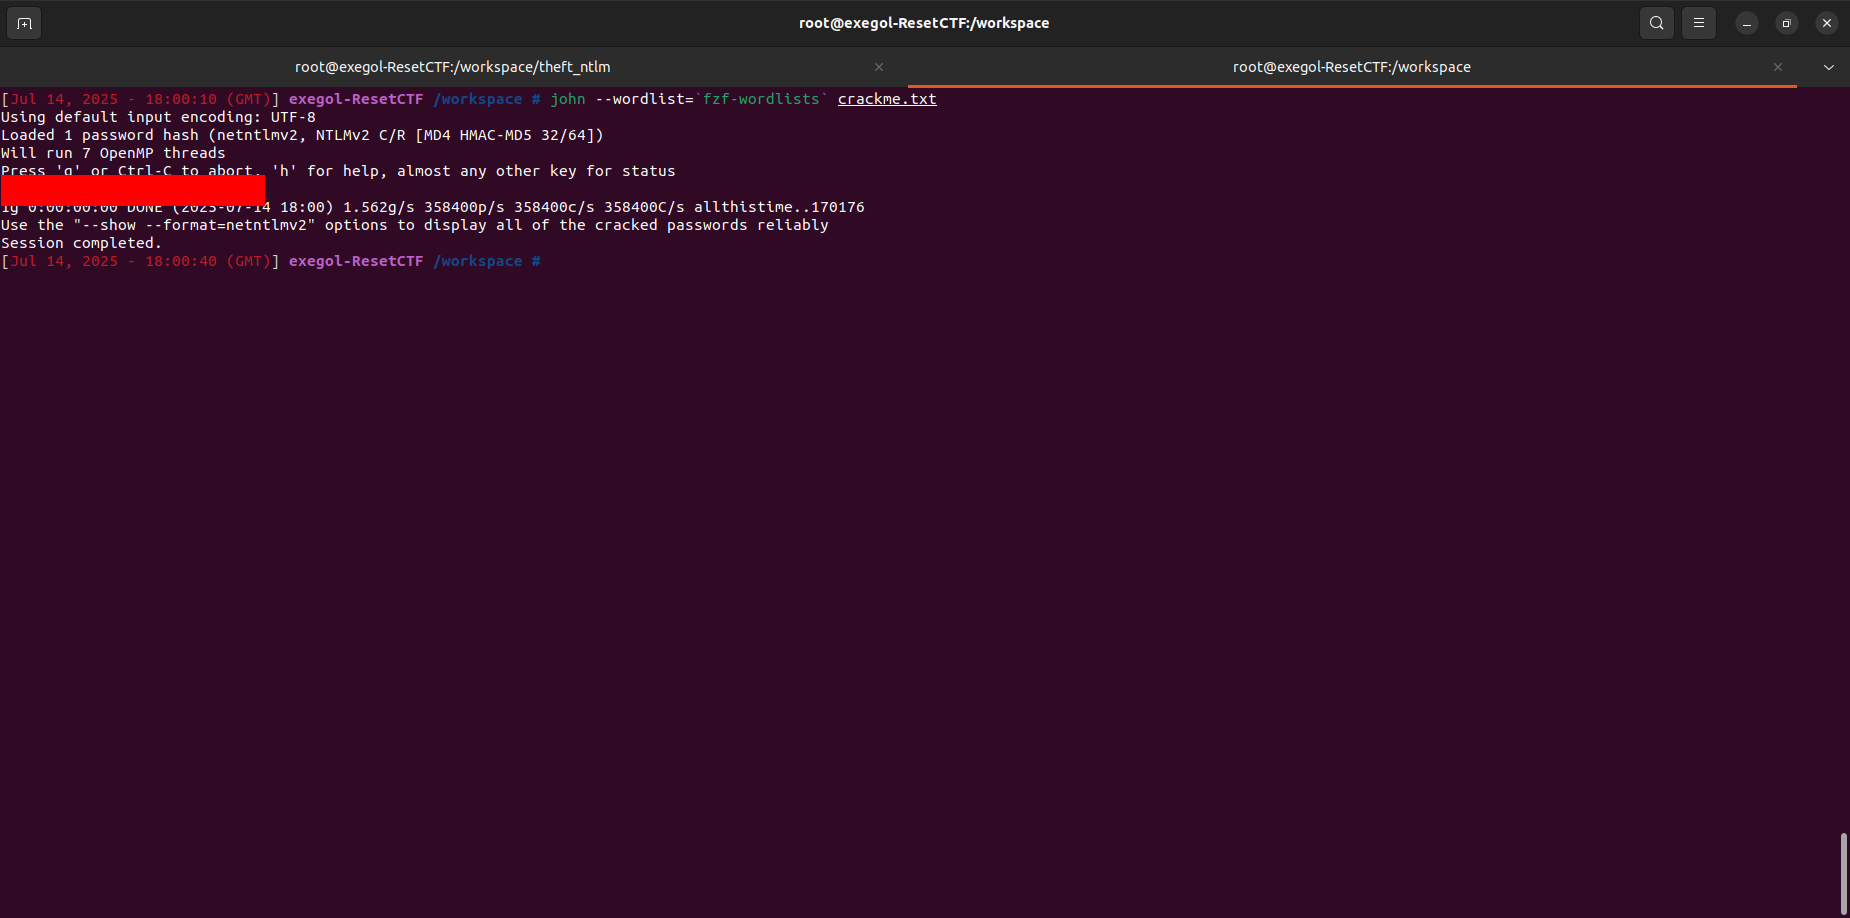 root@exegol-ResetCTF:/workspace
root@exegol-ResetCTF:/workspace/theft_ntlm
root@exegol-ResetCTF:/workspace
[Jul 14, 2025 - 18:00:10 (GMT)] exegol-ResetCTF /workspace # john --wordlist=`fzf-wordlists` crackme.txt
Using default input encoding: UTF-8
Loaded 1 password hash (netntlmv2, NTLMv2 C/R [MD4 HMAC-MD5 32/64])
Will run 7 OpenMP threads
Press 'q' or Ctrl-C to abort, 'h' for help, almost any other key for status
1g 0:00:00:00 DONE (2025-07-14 18:00) 1.562g/s 358400p/s 358400c/s 358400C/s allthistime..170176
Use the "--show --format=netntlmv2" options to display all of the cracked passwords reliably
Session completed.
[Jul 14, 2025 - 18:00:40 (GMT)] exegol-ResetCTF /workspace #